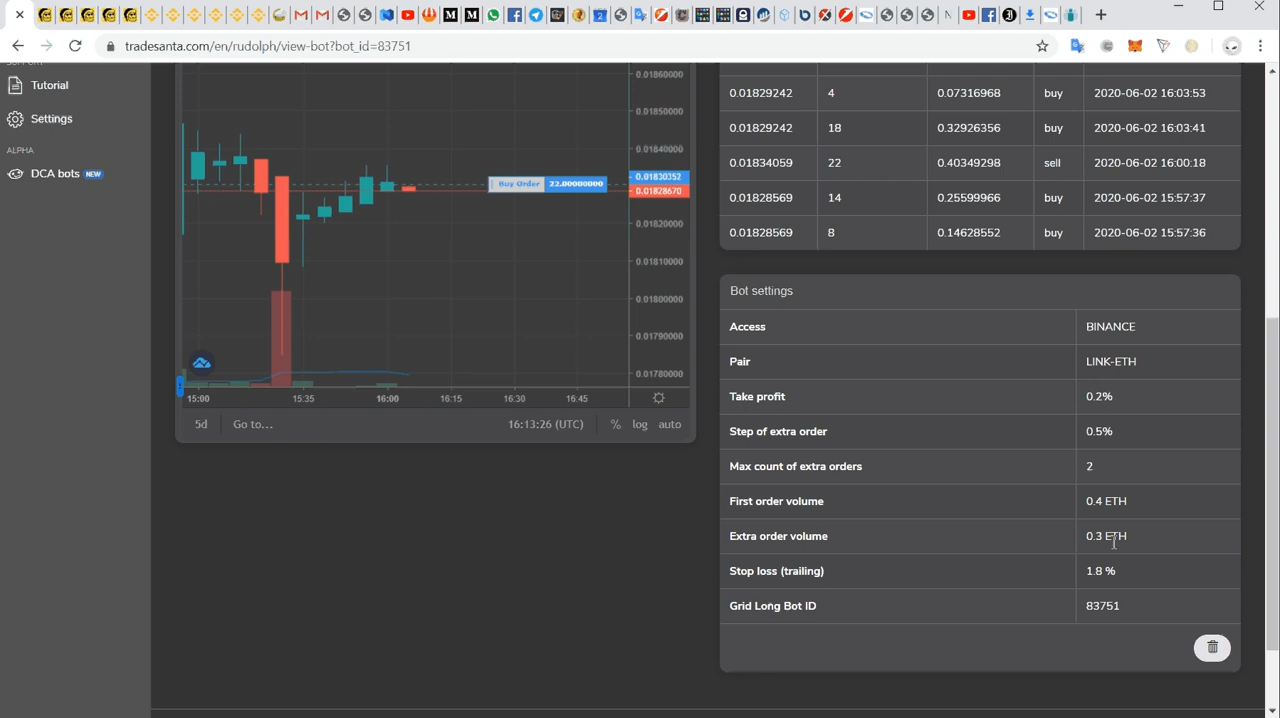 tradesanta.com/en/rudolph/view-bot?bot_id=83751
Tutorial
Settings
ALPHA
DCA bots NEW
0.01860000
0.01850000
0.01840000
0.01830352
0.01828670
0.01820000
0.01810000
0.01800000
0.01790000
0.01780000
Buy Order 22.00000000
15:00 15:35 16:00 16:15 16:30 16:45
5d Go to... 16:13:26 (UTC) % log auto
0.01829242 4 0.07316968 buy 2020-06-02 16:03:53
0.01829242 18 0.32926356 buy 2020-06-02 16:03:41
0.01834059 22 0.40349298 sell 2020-06-02 16:00:18
0.01828569 14 0.25599966 buy 2020-06-02 15:57:37
0.01828569 8 0.14628552 buy 2020-06-02 15:57:36
Bot settings
Access BINANCE
Pair LINK-ETH
Take profit 0.2%
Step of extra order 0.5%
Max count of extra orders 2
First order volume 0.4 ETH
Extra order volume 0.3 ETH
Stop loss (trailing) 1.8 %
Grid Long Bot ID 83751